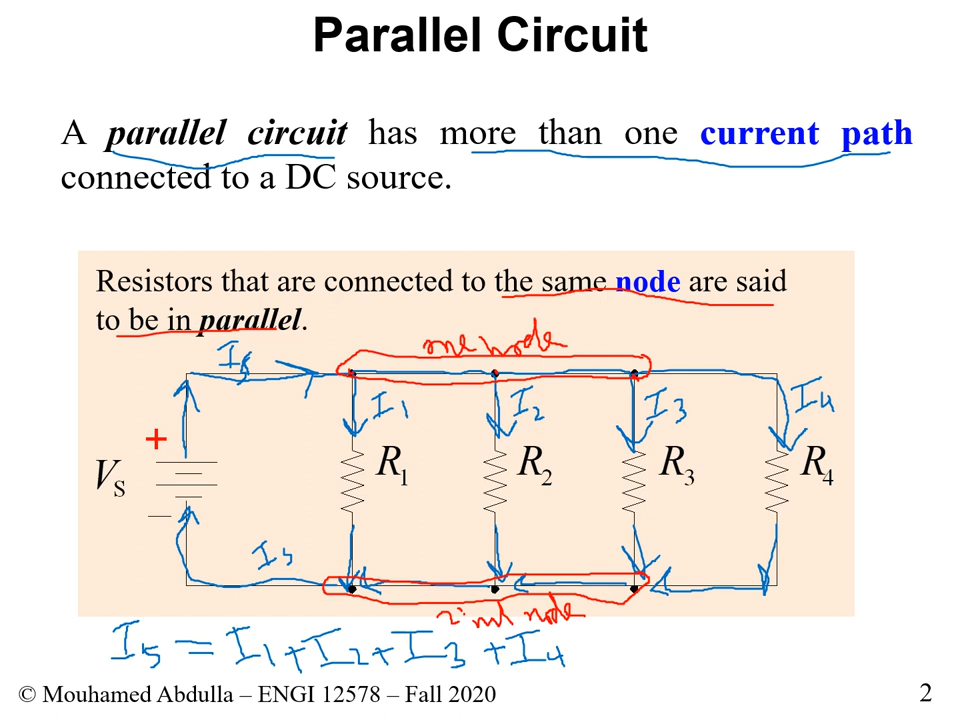 Parallel Circuit
A parallel circuit has more than one current path
connected to a DC source.
Resistors that are connected to the same node are said
to be in parallel.
one node
Is
I1 I2 I3 I4
+
VS R1 R2 R3 R4
Is
node
Is = I1 + I2 + I3 + I4
© Mouhamed Abdulla – ENGI 12578 – Fall 2020
2